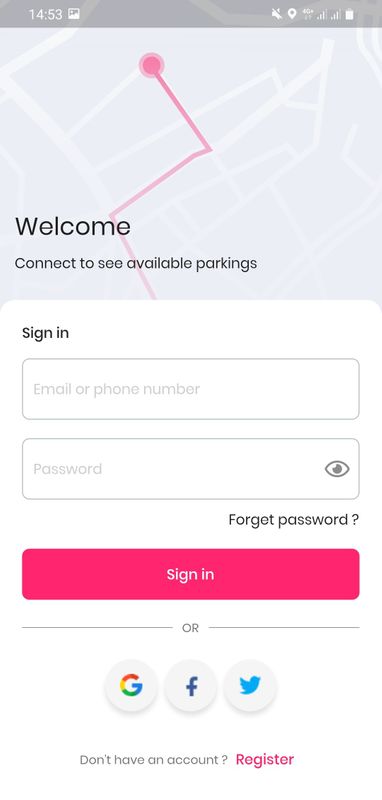 14:53
4G+
Welcome
Connect to see available parkings
Sign in
Email or phone number
Password
Forget password ?
Sign in
OR
Don't have an account ? Register